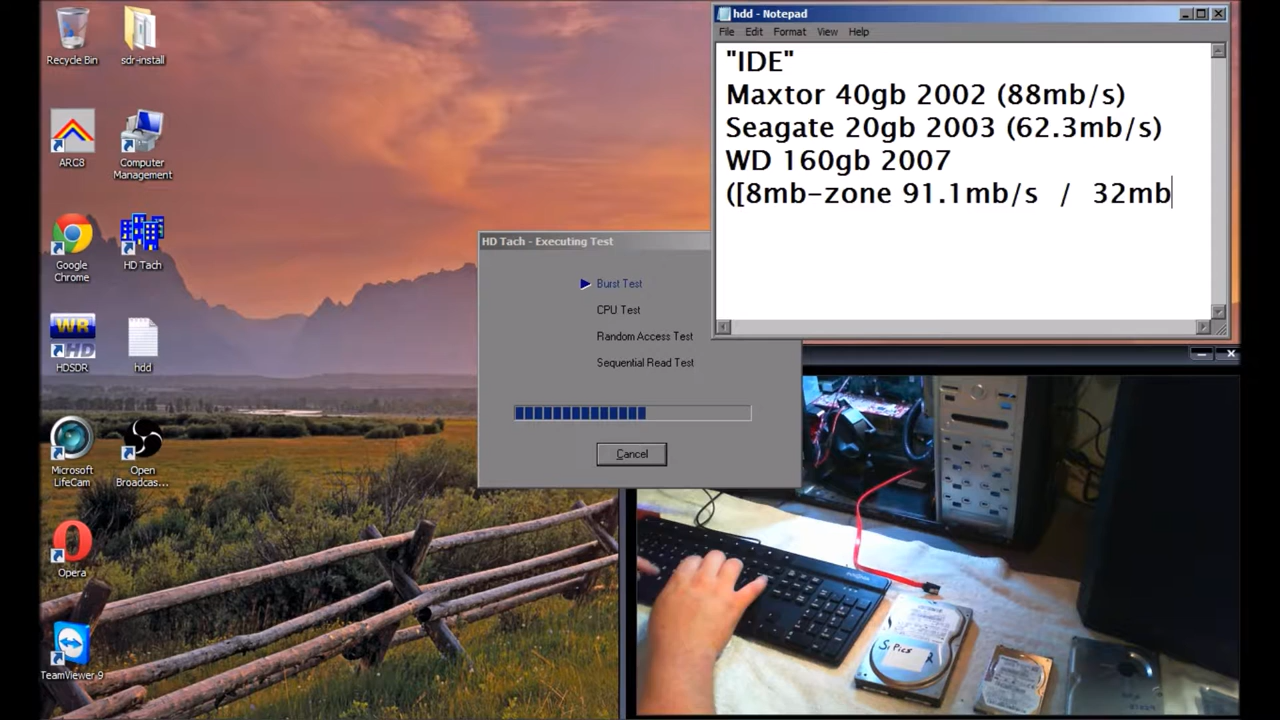 Recycle Bin
sdr-install
ARC8
Computer
Management
Google
Chrome
HD Tach
WR
HD
HDSDR
hdd
Microsoft
LifeCam
Open
Broadcas...
Opera
TeamViewer 9
hdd - Notepad
File Edit Format View Help
"IDE"
Maxtor 40gb 2002 (88mb/s)
Seagate 20gb 2003 (62.3mb/s)
WD 160gb 2007
([8mb-zone 91.1mb/s / 32mb
HD Tach - Executing Test
Burst Test
CPU Test
Random Access Test
Sequential Read Test
Cancel